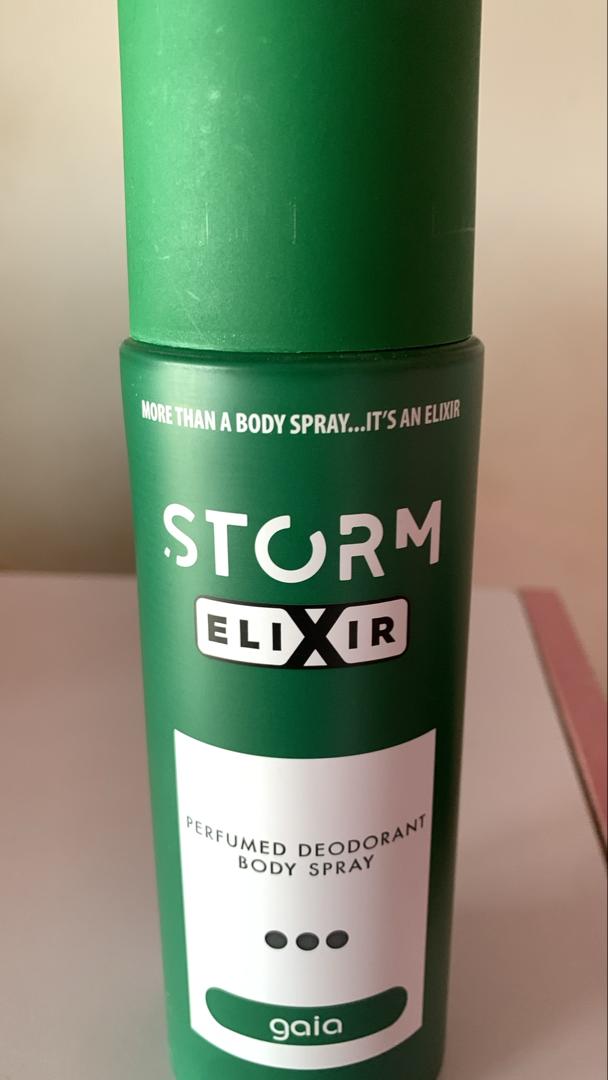 MORE THAN A BODY SPRAY...IT'S AN ELIXIR
STORM
ELIXIR
PERFUMED DEODORANT
BODY SPRAY
gaia